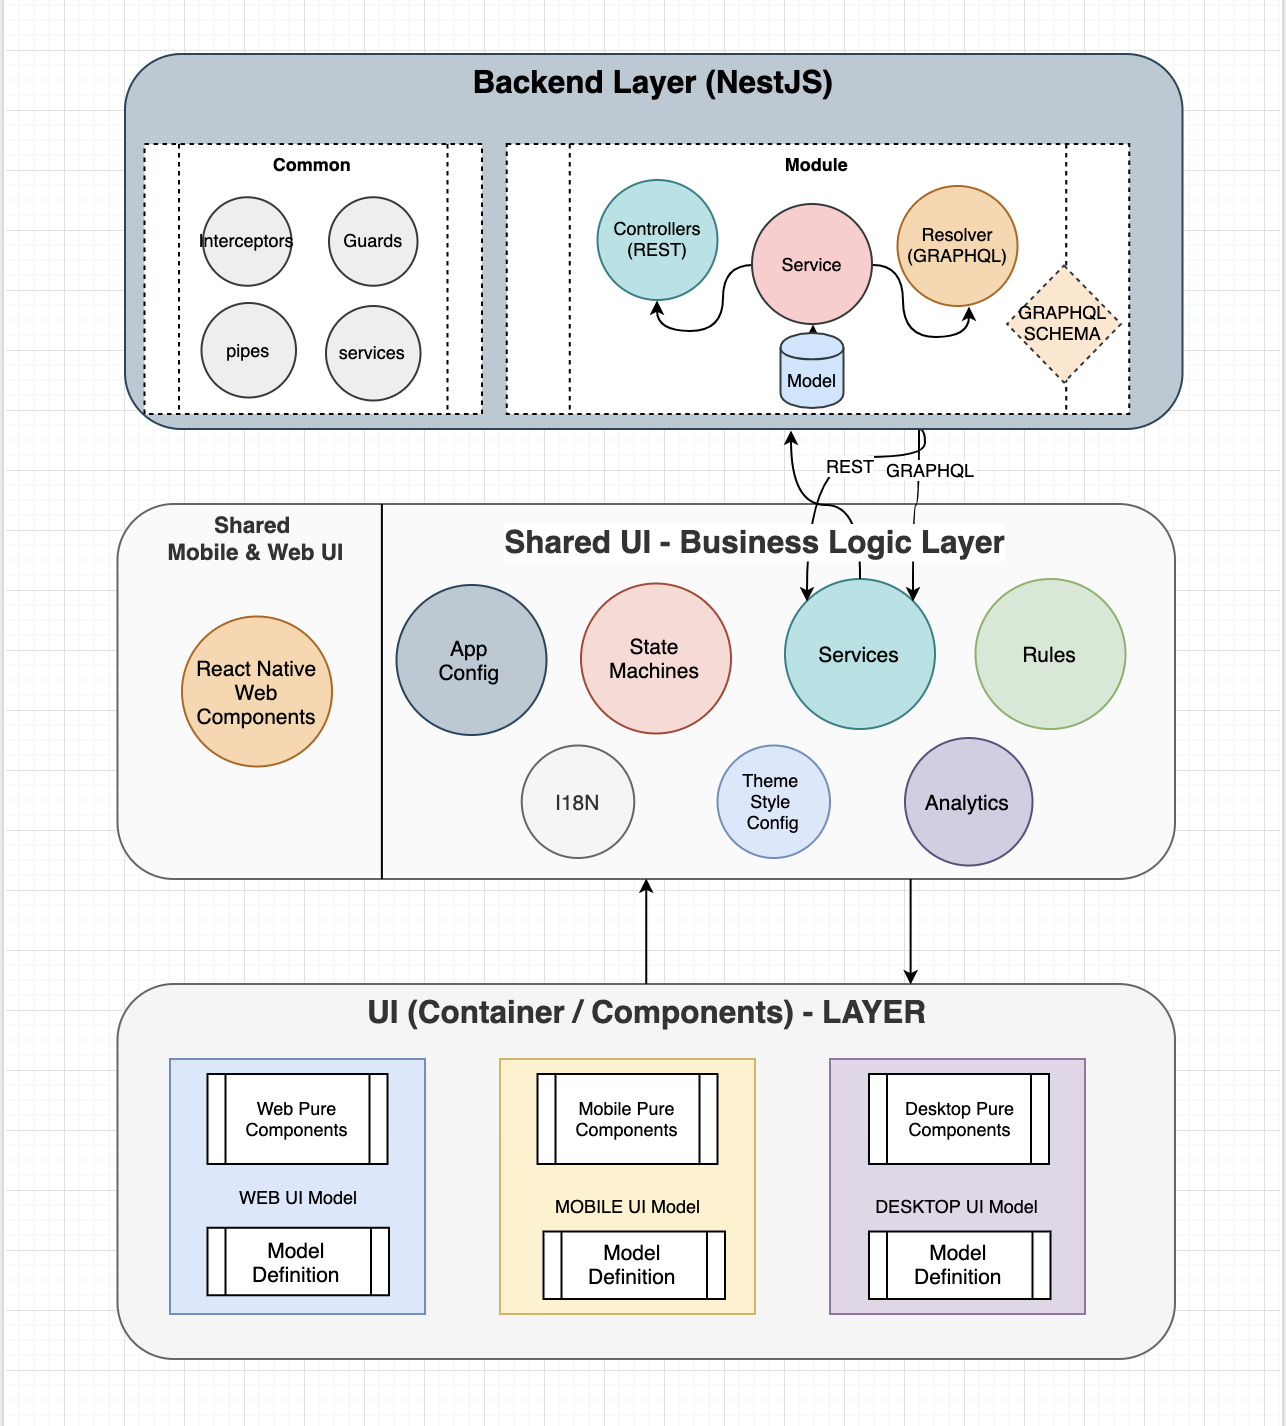 Backend Layer (NestJS)
Common
Interceptors
Guards
pipes
services
Module
Controllers
(REST)
Service
Resolver
(GRAPHQL)
GRAPHQL
SCHEMA
Model
REST
GRAPHQL
Shared
Mobile & Web UI
React Native
Web
Components
Shared UI - Business Logic Layer
App
Config
State
Machines
Services
Rules
I18N
Theme
Style
Config
Analytics
UI (Container / Components) - LAYER
Web Pure
Components
WEB UI Model
Model
Definition
Mobile Pure
Components
MOBILE UI Model
Model
Definition
Desktop Pure
Components
DESKTOP UI Model
Model
Definition